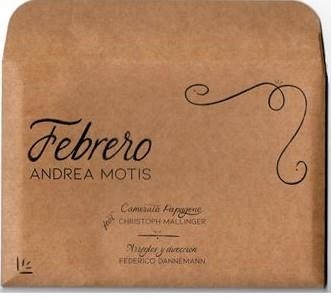 Febrero
ANDREA MOTIS
Camerata Papageno
feat CHRISTOPH MALLINGER
Arreglos y dirección
FEDERICO DANNEMANN